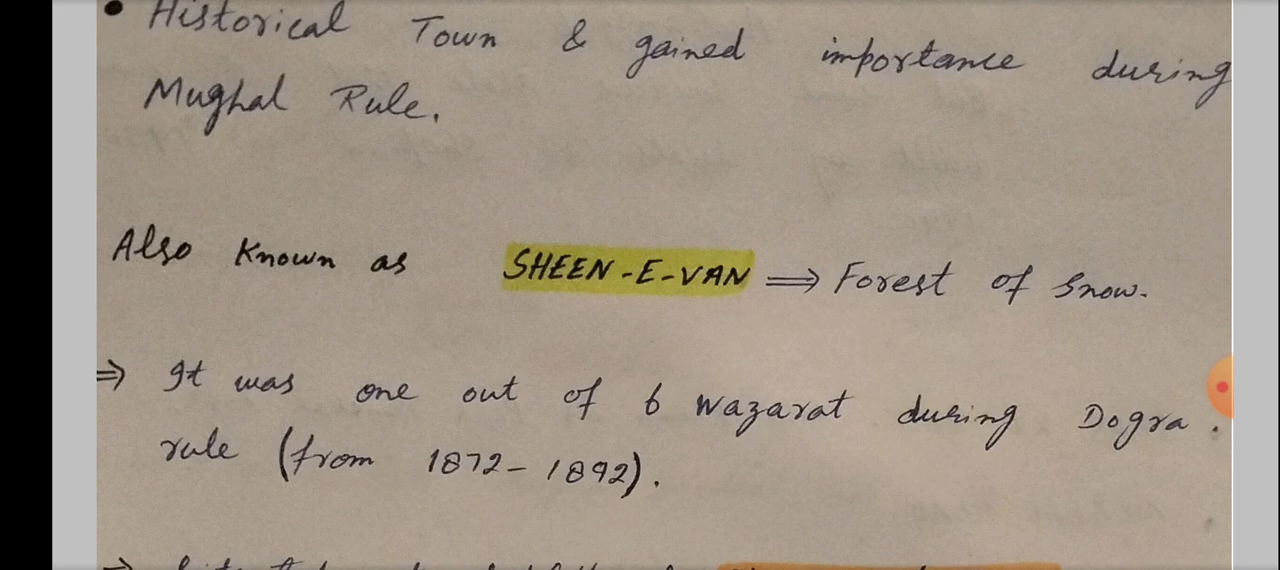 • Historical Town & gained importance during
Mughal Rule.
Also Known as SHEEN-E-VAN ⇒ Forest of Snow.
⇒ It was one out of 6 Wazarat during Dogra.
rule (from 1872-1892).
⇒